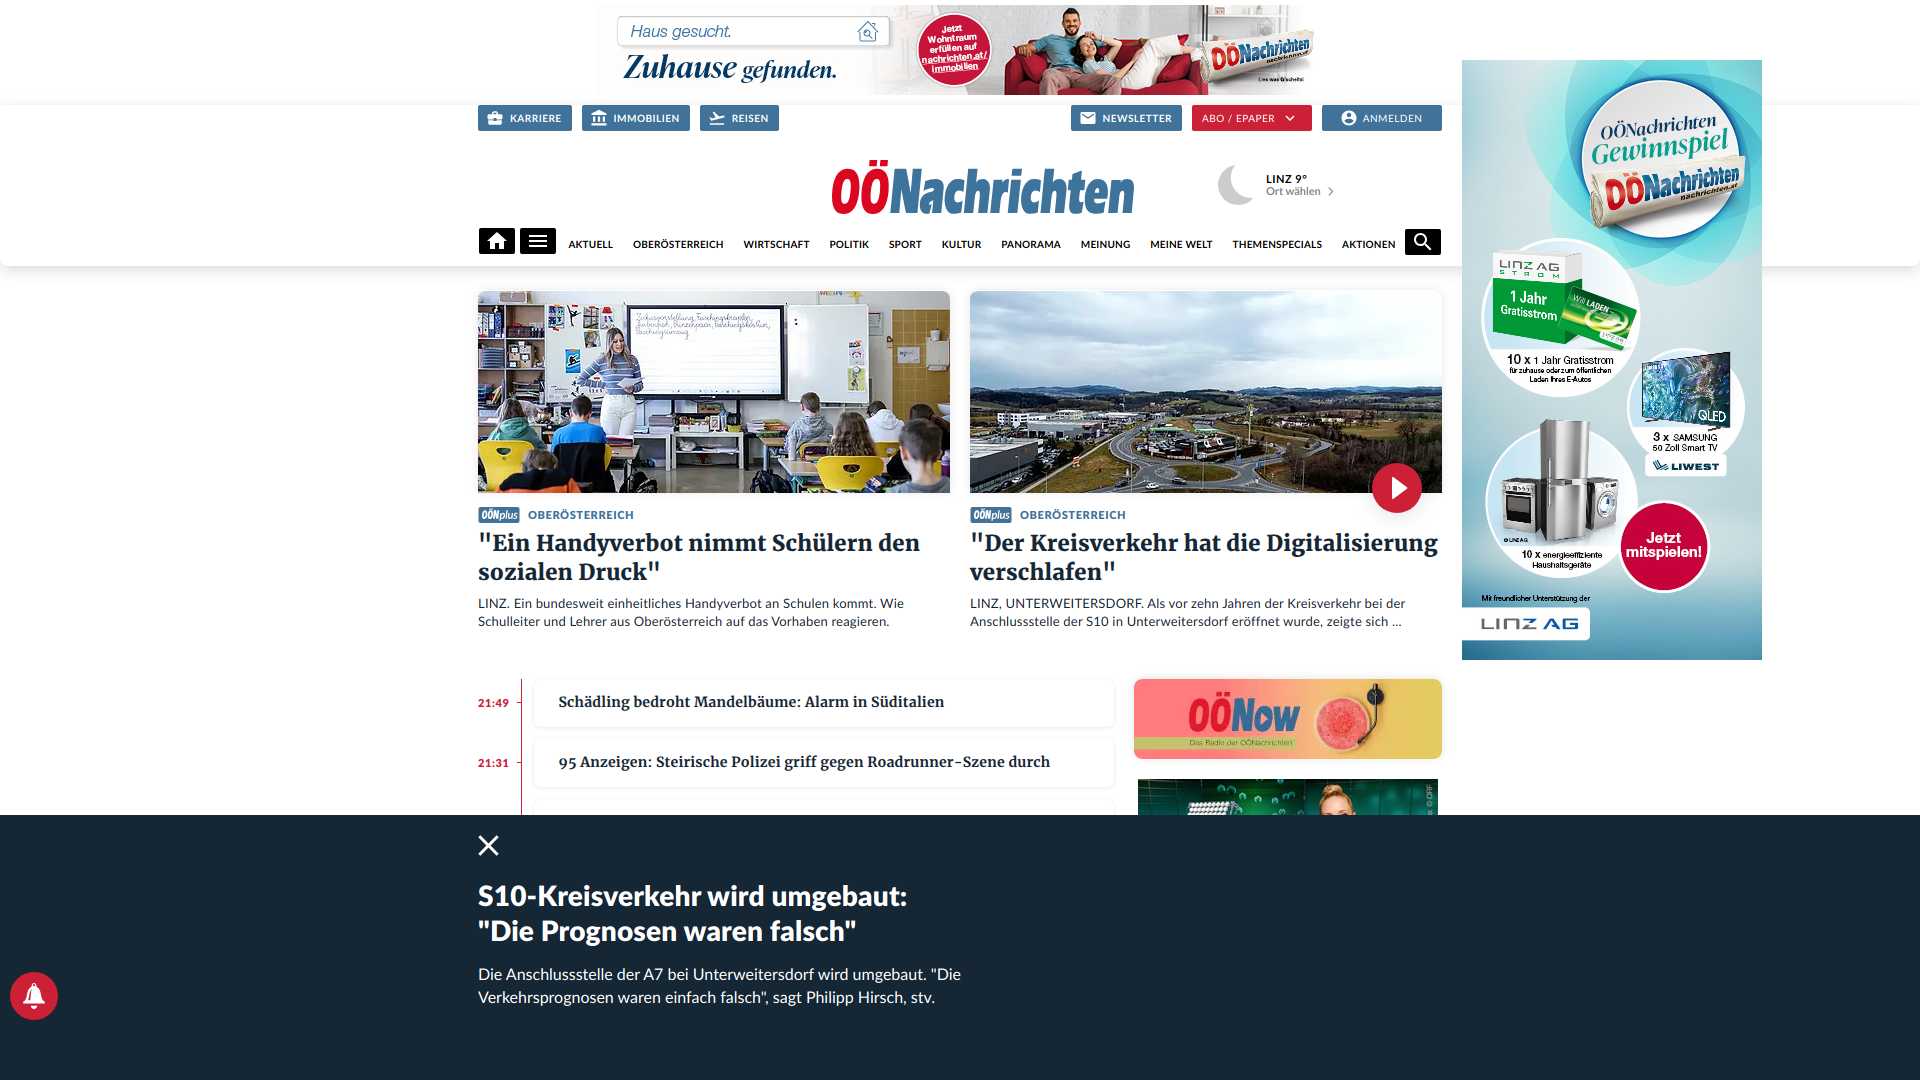 Haus gesucht.
Zuhause gefunden.
Jetzt
Wohntraum
erfüllen auf
nachrichten.at/
immobilien
OÖNachrichten
KARRIERE
IMMOBILIEN
REISEN
NEWSLETTER
ABO / EPAPER
ANMELDEN
OÖNachrichten
LINZ 9°
Ort wählen
AKTUELL
OBERÖSTERREICH
WIRTSCHAFT
POLITIK
SPORT
KULTUR
PANORAMA
MEINUNG
MEINE WELT
THEMENSPECIALS
AKTIONEN
OÖNplus OBERÖSTERREICH
"Ein Handyverbot nimmt Schülern den
sozialen Druck"
LINZ. Ein bundesweit einheitliches Handyverbot an Schulen kommt. Wie
Schulleiter und Lehrer aus Oberösterreich auf das Vorhaben reagieren.
OÖNplus OBERÖSTERREICH
"Der Kreisverkehr hat die Digitalisierung
verschlafen"
LINZ, UNTERWEITERSDORF. Als vor zehn Jahren der Kreisverkehr bei der
Anschlussstelle der S10 in Unterweitersdorf eröffnet wurde, zeigte sich ...
OÖNachrichten
Gewinnspiel
OÖNachrichten
nachrichten.at
LINZ AG
STROM
1 Jahr
Gratisstrom
Will LADEN
10 x 1 Jahr Gratisstrom
für zuhause oder zum öffentlichen
Laden Ihres E-Autos
QLED
3 x SAMSUNG
50 Zoll Smart TV
LIWEST
© LINZ AG
10 x energieeffiziente
Haushaltsgeräte
Jetzt
mitspielen!
Mit freundlicher Unterstützung der
LINZ AG
21:49
Schädling bedroht Mandelbäume: Alarm in Süditalien
21:31
95 Anzeigen: Steirische Polizei griff gegen Roadrunner-Szene durch
OÖNow
Das Radio der OÖNachrichten
© ORF
S10-Kreisverkehr wird umgebaut:
"Die Prognosen waren falsch"
Die Anschlussstelle der A7 bei Unterweitersdorf wird umgebaut. "Die
Verkehrsprognosen waren einfach falsch", sagt Philipp Hirsch, stv.